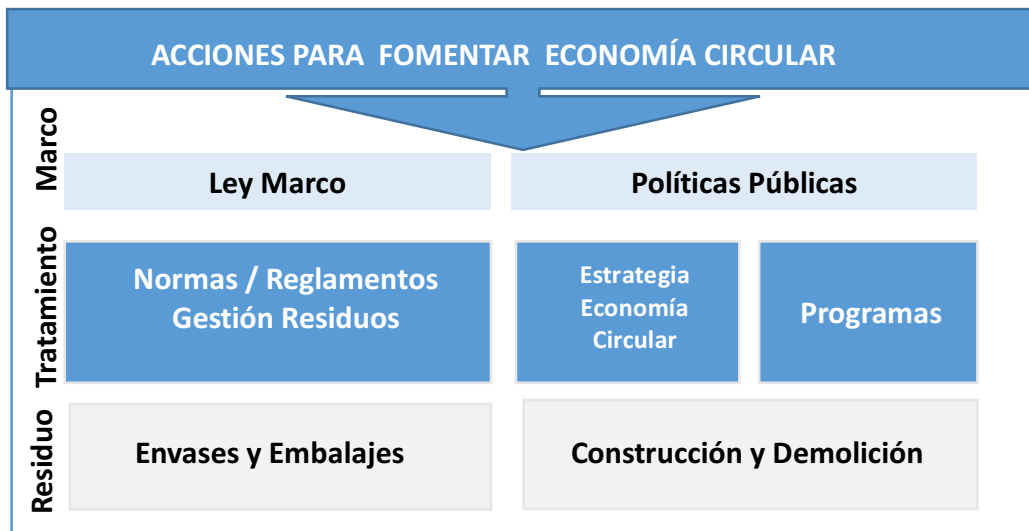 ACCIONES PARA FOMENTAR ECONOMÍA CIRCULAR
Marco
Ley Marco
Políticas Públicas
Tratamiento
Normas / Reglamentos
Gestión Residuos
Estrategia
Economía
Circular
Programas
Residuo
Envases y Embalajes
Construcción y Demolición